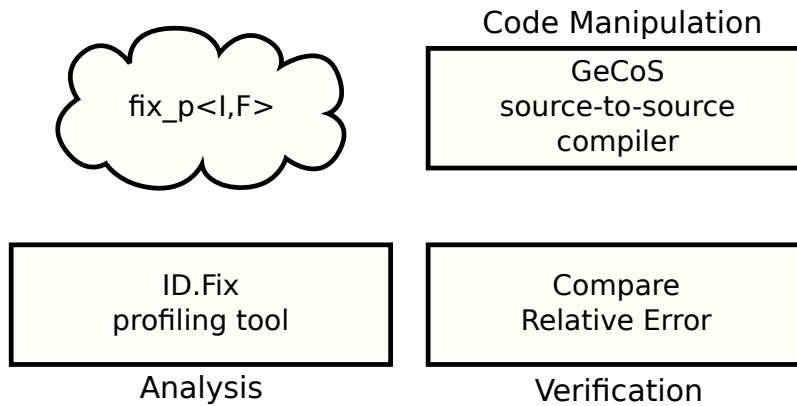 Code Manipulation
fix_p<I,F>
GeCoS
source-to-source
compiler
ID.Fix
profiling tool
Analysis
Compare
Relative Error
Verification